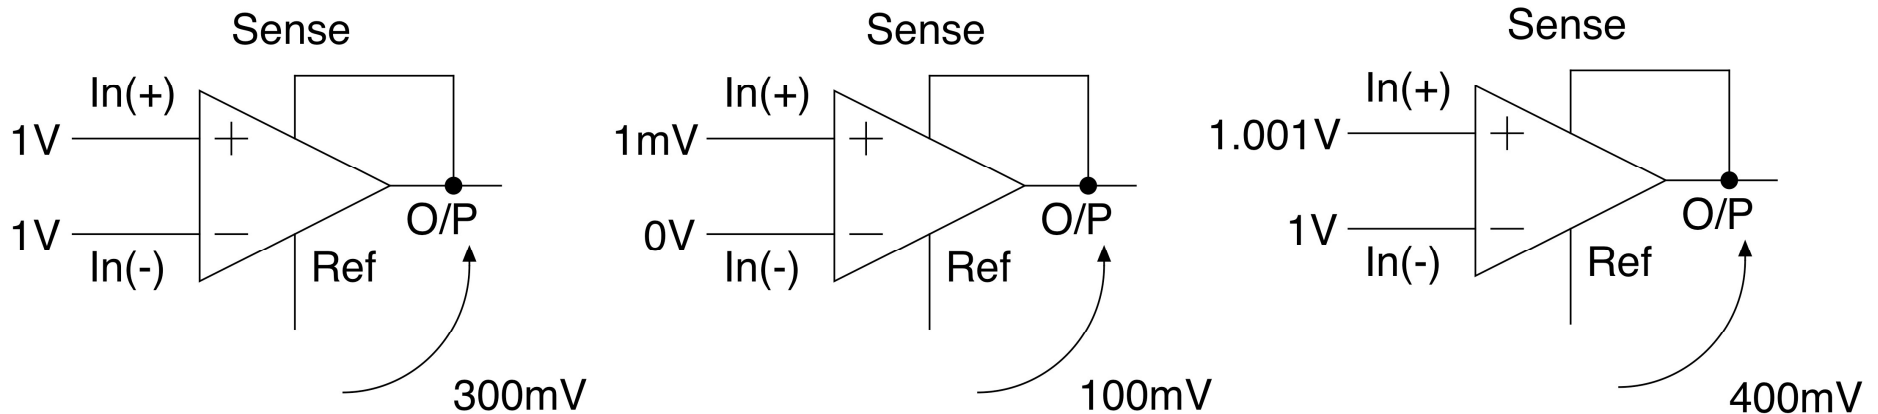 Sense
In(+)
1V
+
1V
−
In(-)
O/P
Ref
300mV
Sense
In(+)
1mV
+
0V
−
In(-)
O/P
Ref
100mV
Sense
In(+)
1.001V
+
1V
−
In(-)
O/P
Ref
400mV